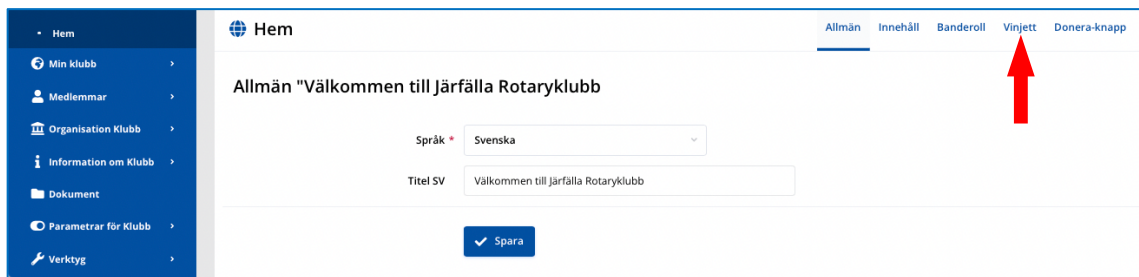 Hem
Min klubb
Medlemmar
Organisation Klubb
Information om Klubb
Dokument
Parametrar för Klubb
Verktyg
Hem
Allmän Innehåll Banderoll Vinjett Donera-knapp
Allmän "Välkommen till Järfälla Rotaryklubb
Språk * Svenska
Titel SV Välkommen till Järfälla Rotaryklubb
Spara